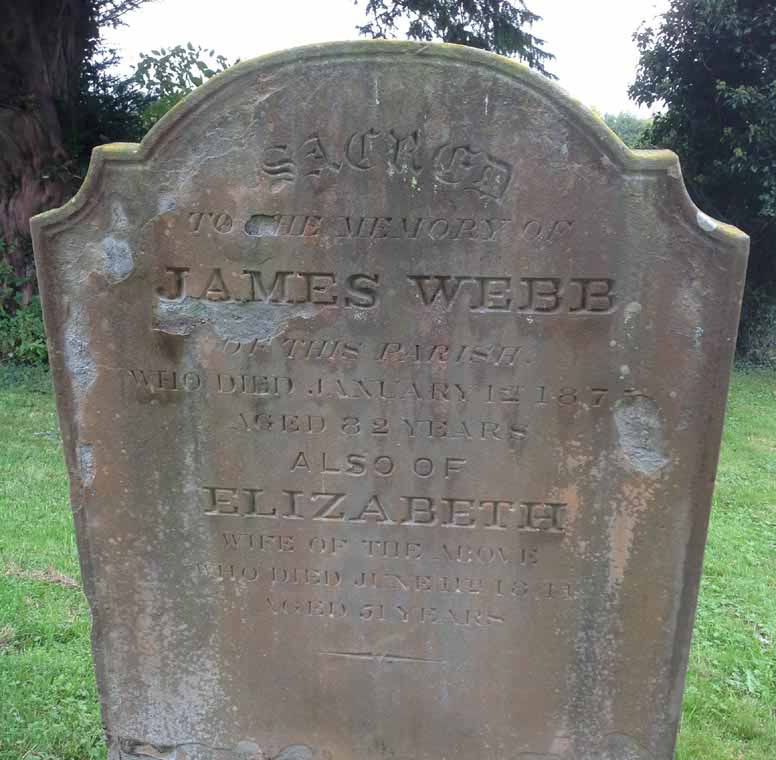 SACRED
TO THE MEMORY OF
JAMES WEBB
OF THIS PARISH.
WHO DIED JANUARY 1ST
AGED 82 YEARS
ALSO OF
ELIZABETH
WIFE OF THE ABOVE
WHO DIED JUNE
AGED 51 YEARS